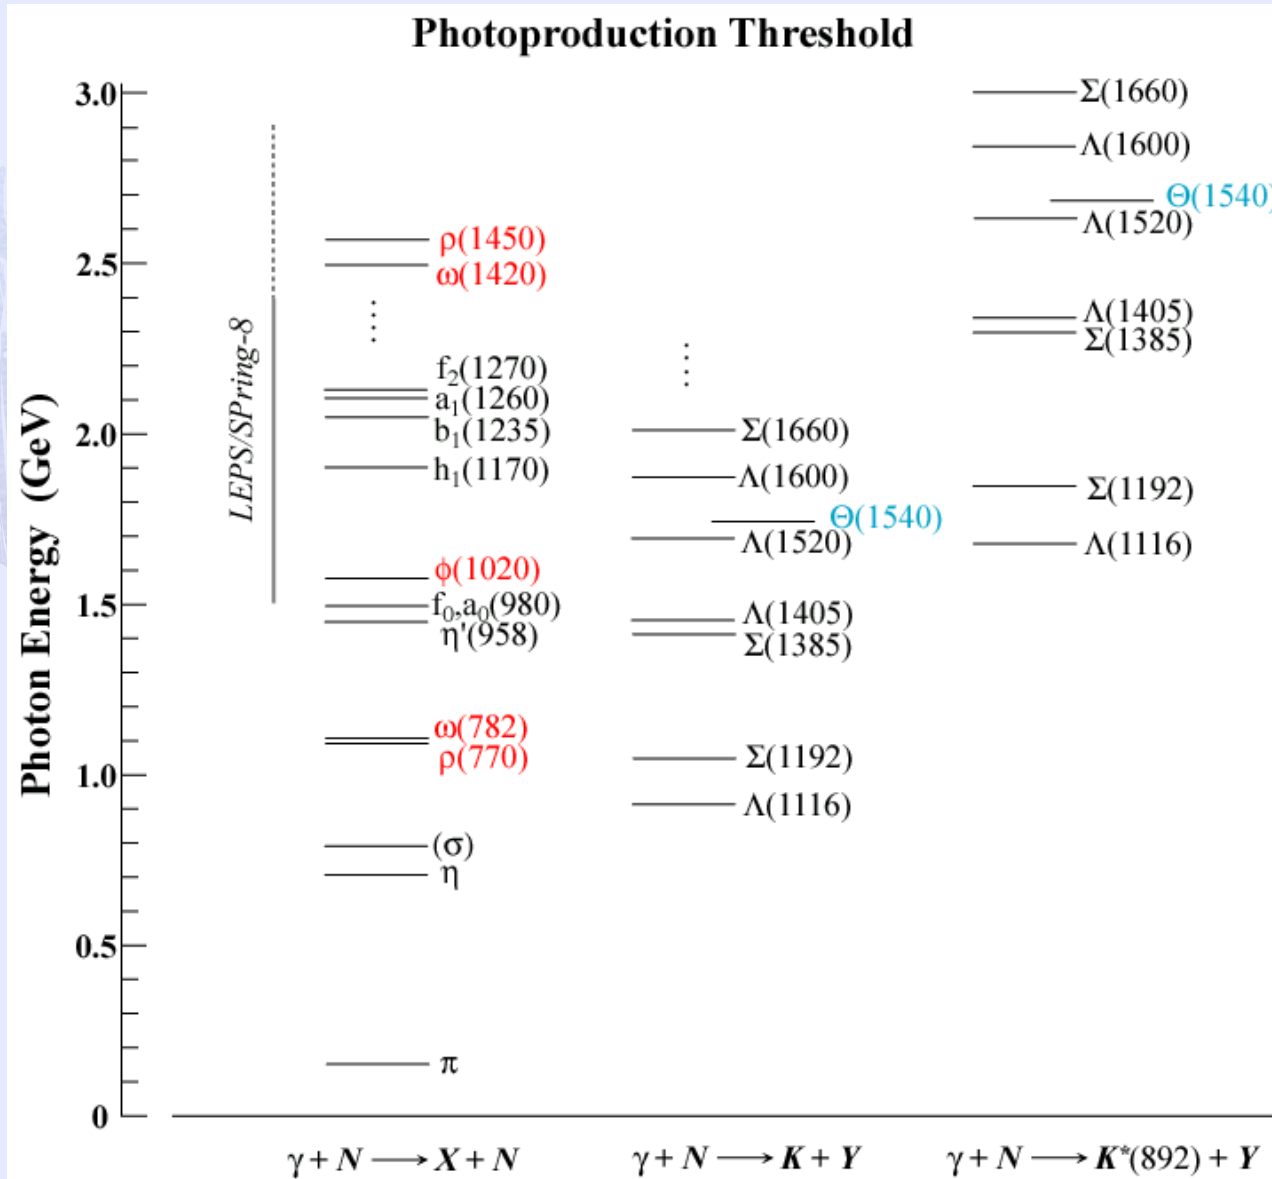 Photoproduction Threshold
Photon Energy (GeV)
3.0
2.5
2.0
1.5
1.0
0.5
0
LEPS/SPring-8
ρ(1450)
ω(1420)
f₂(1270)
a₁(1260)
b₁(1235)
h₁(1170)
ϕ(1020)
f₀,a₀(980)
η'(958)
ω(782)
ρ(770)
(σ)
η
π
γ + N ⟶ X + N
Σ(1660)
Λ(1600)
Θ(1540)
Λ(1520)
Λ(1405)
Σ(1385)
Σ(1192)
Λ(1116)
γ + N ⟶ K + Y
Σ(1660)
Λ(1600)
Θ(1540)
Λ(1520)
Λ(1405)
Σ(1385)
Σ(1192)
Λ(1116)
γ + N ⟶ K*(892) + Y